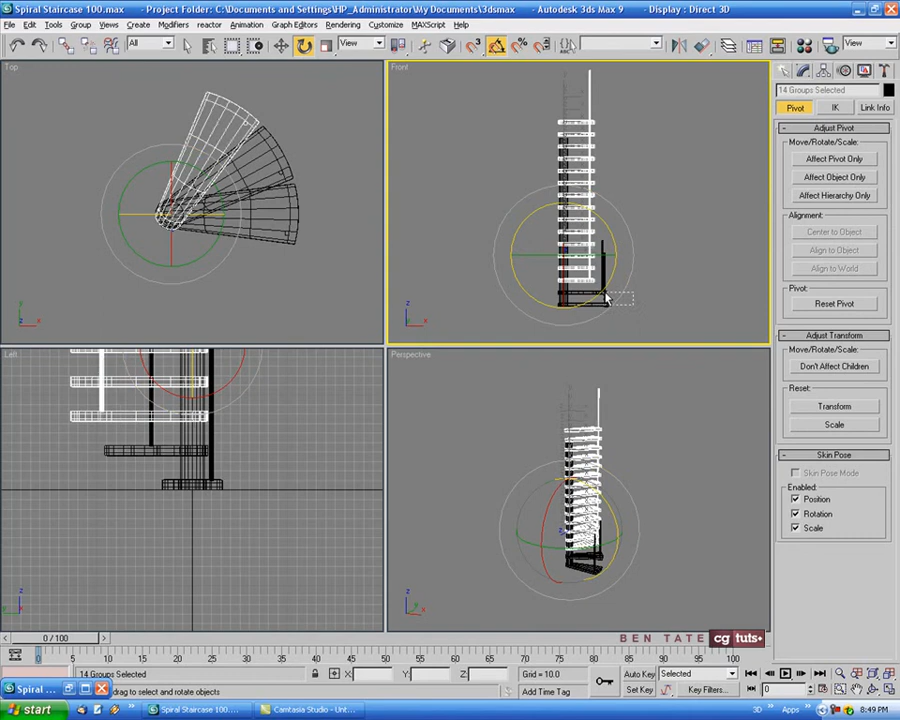 Spiral Staircase 100.max - Project Folder: C:\Documents and Settings\HP_Administrator\My Documents\3dsmax - Autodesk 3ds Max 9 - Display : Direct 3D
File Edit Tools Group Views Create Modifiers reactor Animation Graph Editors Rendering Customize MAXScript Help
All View View
Top Front
14 Groups Selected
Pivot IK Link Info
- Adjust Pivot
Move/Rotate/Scale:
Affect Pivot Only
Affect Object Only
Affect Hierarchy Only
Alignment:
Center to Object
Align to Object
Align to World
Pivot:
Reset Pivot
- Adjust Transform
Move/Rotate/Scale:
Don't Affect Children
Reset:
Transform
Scale
- Skin Pose
Skin Pose Mode
Enabled:
Position
Rotation
Scale
Left Perspective
0 / 100
BEN TATE cg tuts+
0 5 10 15 20 25 30 35 40 45 50 55 60 65 70 75 80 85 90 95 100
14 Groups Selected X: Y: Z: Grid = 10.0 Auto Key Selected
Spiral ... drag to select and rotate objects Add Time Tag Set Key Key Filters... 0
start Spiral Staircase 100.... Camtasia Studio - Unt... 3D Apps 8:49 PM